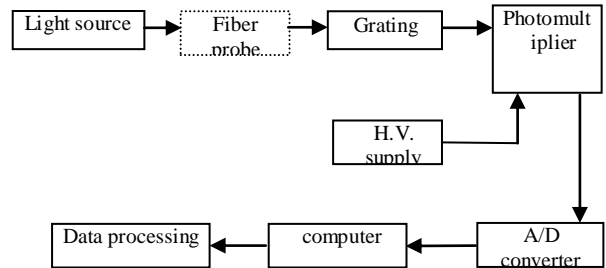 Light source
Fiber
probe
Grating
Photomult
iplier
H.V.
supply
Data processing
computer
A/D
converter